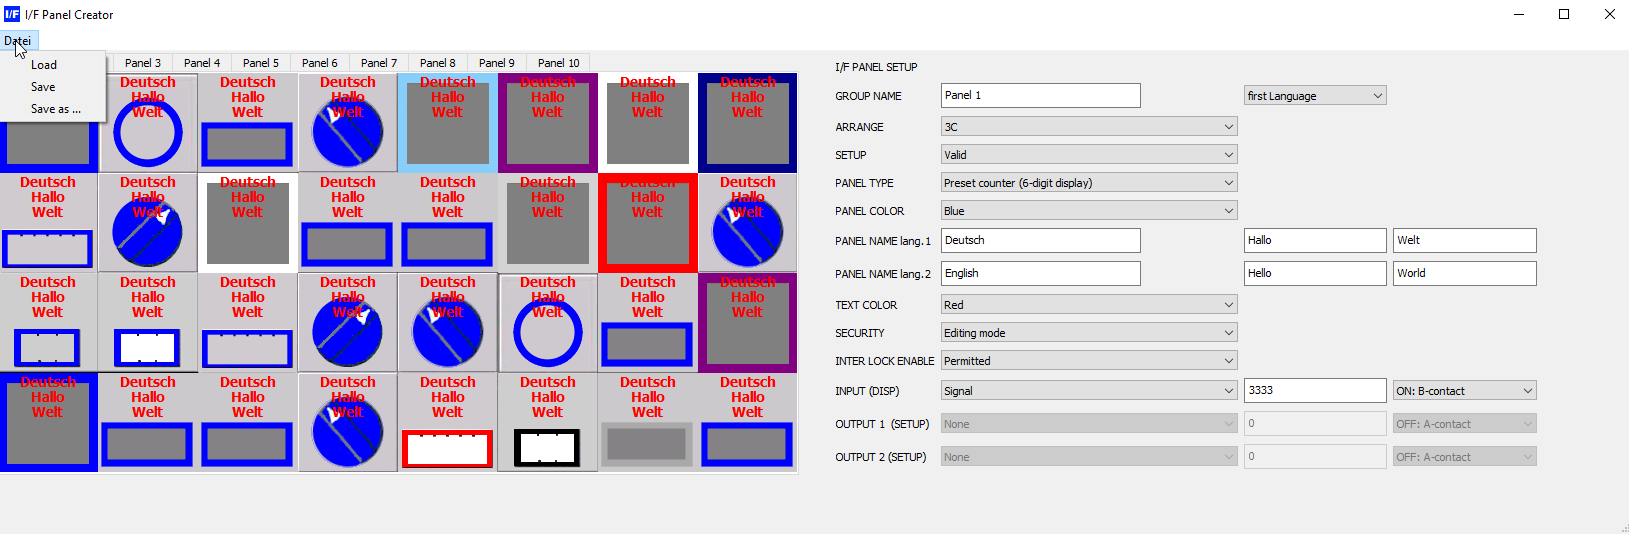 I/F I/F Panel Creator
Datei
Load
Save
Save as ...
Panel 3 Panel 4 Panel 5 Panel 6 Panel 7 Panel 8 Panel 9 Panel 10
Deutsch Deutsch Deutsch Deutsch Deutsch Deutsch Deutsch
Hallo Hallo Hallo Hallo Hallo Hallo Hallo
Welt Welt Welt Welt Welt Welt Welt
Deutsch Deutsch Deutsch Deutsch Deutsch Deutsch Deutsch Deutsch
Hallo Hallo Hallo Hallo Hallo Hallo Hallo Hallo
Welt Welt Welt Welt Welt Welt Welt Welt
Deutsch Deutsch Deutsch Deutsch Deutsch Deutsch Deutsch Deutsch
Hallo Hallo Hallo Hallo Hallo Hallo Hallo Hallo
Welt Welt Welt Welt Welt Welt Welt Welt
Deutsch Deutsch Deutsch Deutsch Deutsch Deutsch Deutsch Deutsch
Hallo Hallo Hallo Hallo Hallo Hallo Hallo Hallo
Welt Welt Welt Welt Welt Welt Welt Welt
I/F PANEL SETUP
GROUP NAME Panel 1 first Language
ARRANGE 3C
SETUP Valid
PANEL TYPE Preset counter (6-digit display)
PANEL COLOR Blue
PANEL NAME lang.1 Deutsch Hallo Welt
PANEL NAME lang.2 English Hello World
TEXT COLOR Red
SECURITY Editing mode
INTER LOCK ENABLE Permitted
INPUT (DISP) Signal 3333 ON: B-contact
OUTPUT 1 (SETUP) None 0 OFF: A-contact
OUTPUT 2 (SETUP) None 0 OFF: A-contact